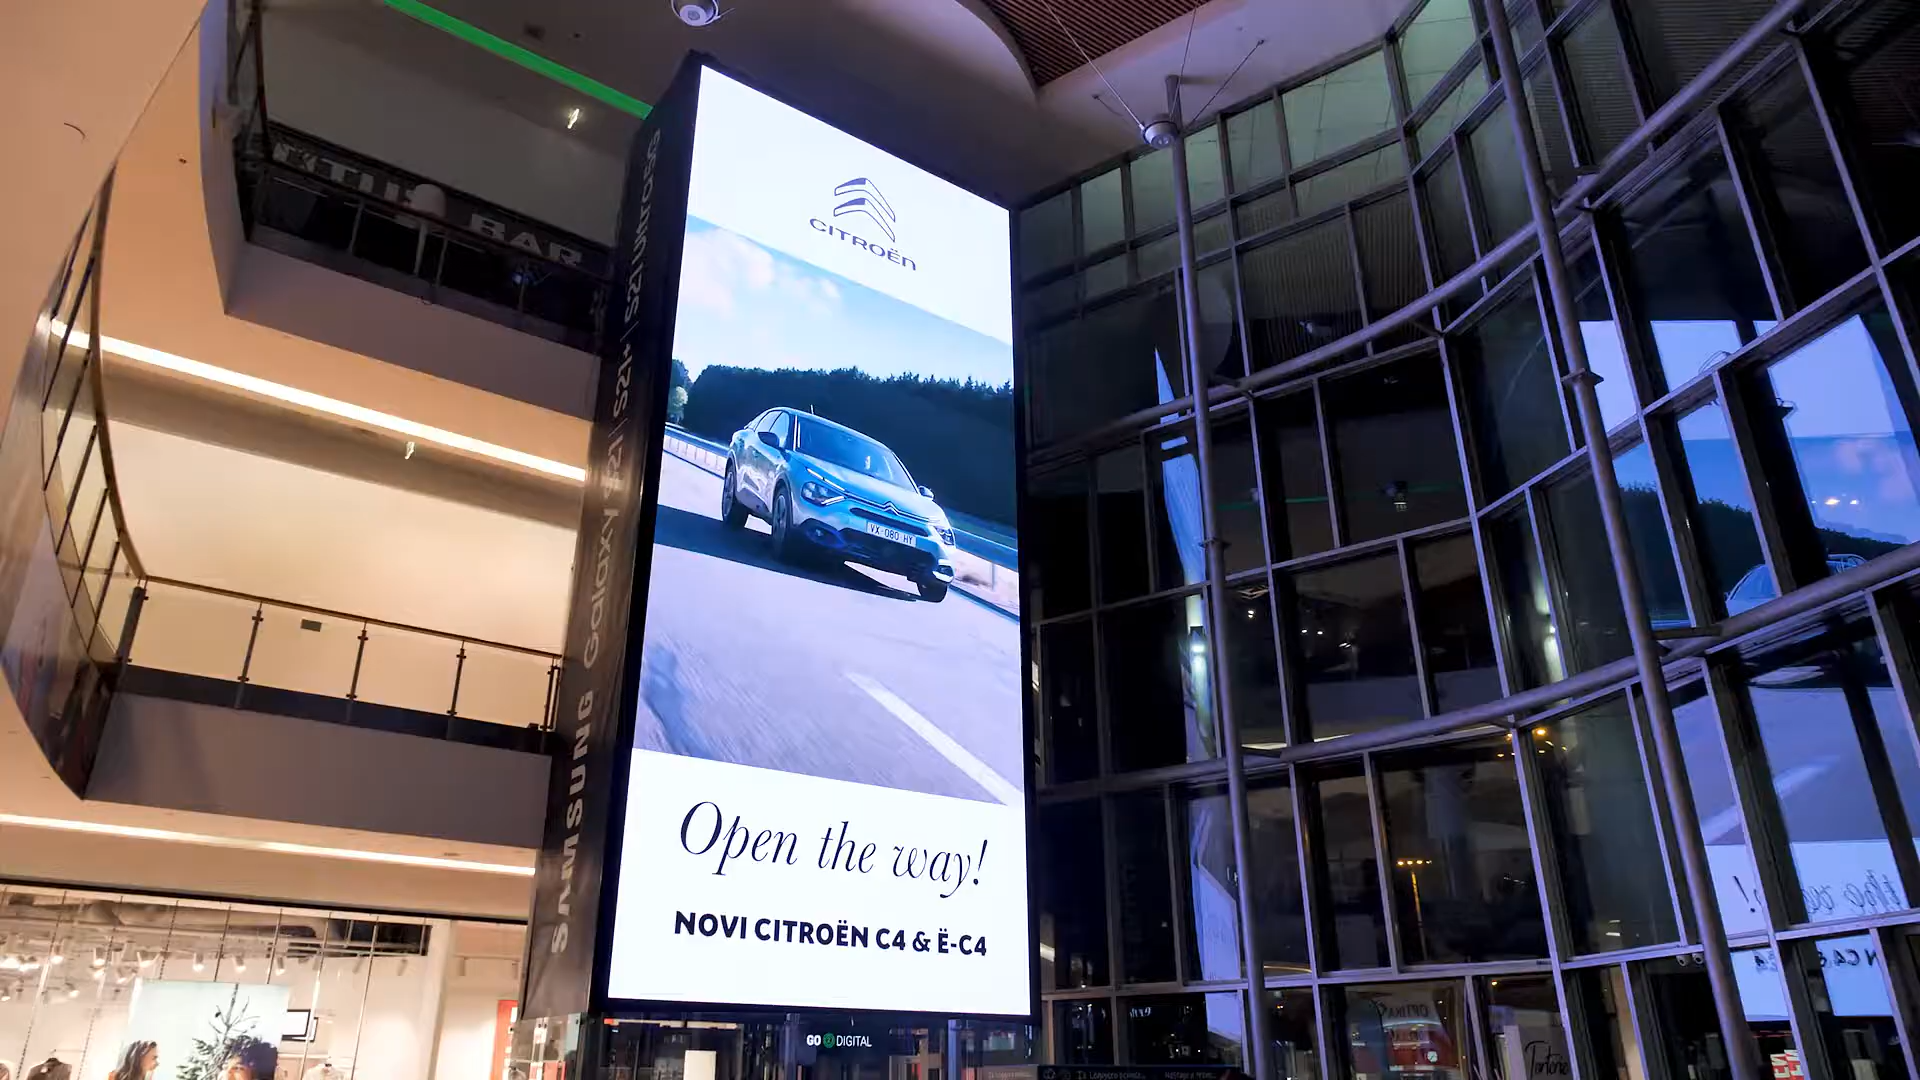 CITROËN
VX-080-HY
Open the way!
NOVI CITROËN C4 & Ë-C4
SAMSUNG Galaxy S21 | S21+ | S21 Ultra 5G
BAR
GO DIGITAL
OPTIKA